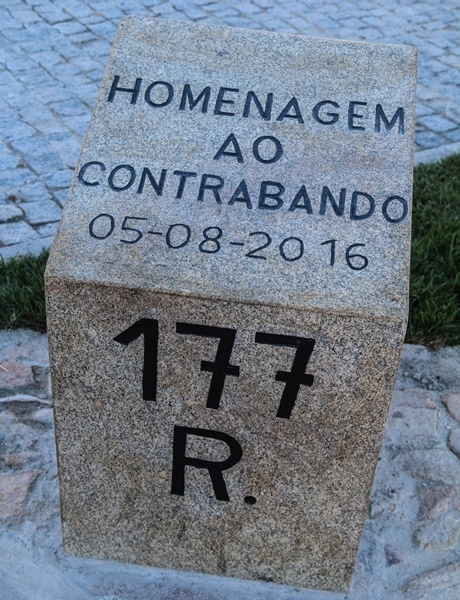 HOMENAGEM
AO
CONTRABANDO
05-08-2016
177
R.